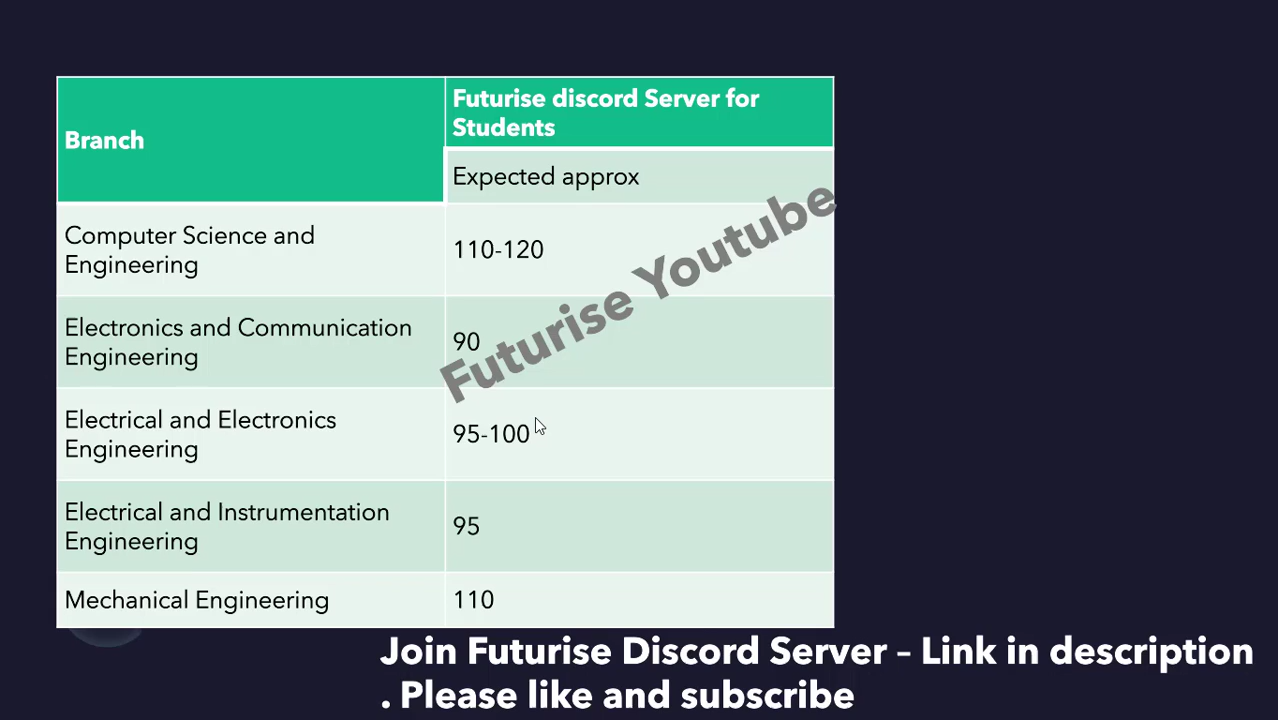 Branch
Futurise discord Server for
Students
Expected approx
Computer Science and
Engineering
110-120
Electronics and Communication
Engineering
90
Electrical and Electronics
Engineering
95-100
Electrical and Instrumentation
Engineering
95
Mechanical Engineering
110
Futurise Youtube
Join Futurise Discord Server – Link in description
. Please like and subscribe